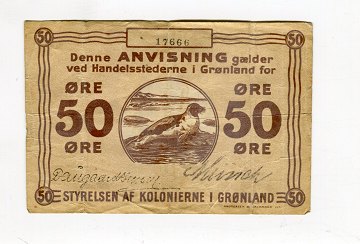 50 17666 50
Denne ANVISNING gælder
ved Handelsstederne i Grønland for
ØRE ØRE
50 50
ØRE ØRE
50 STYRELSEN AF KOLONIERNE I GRØNLAND 50